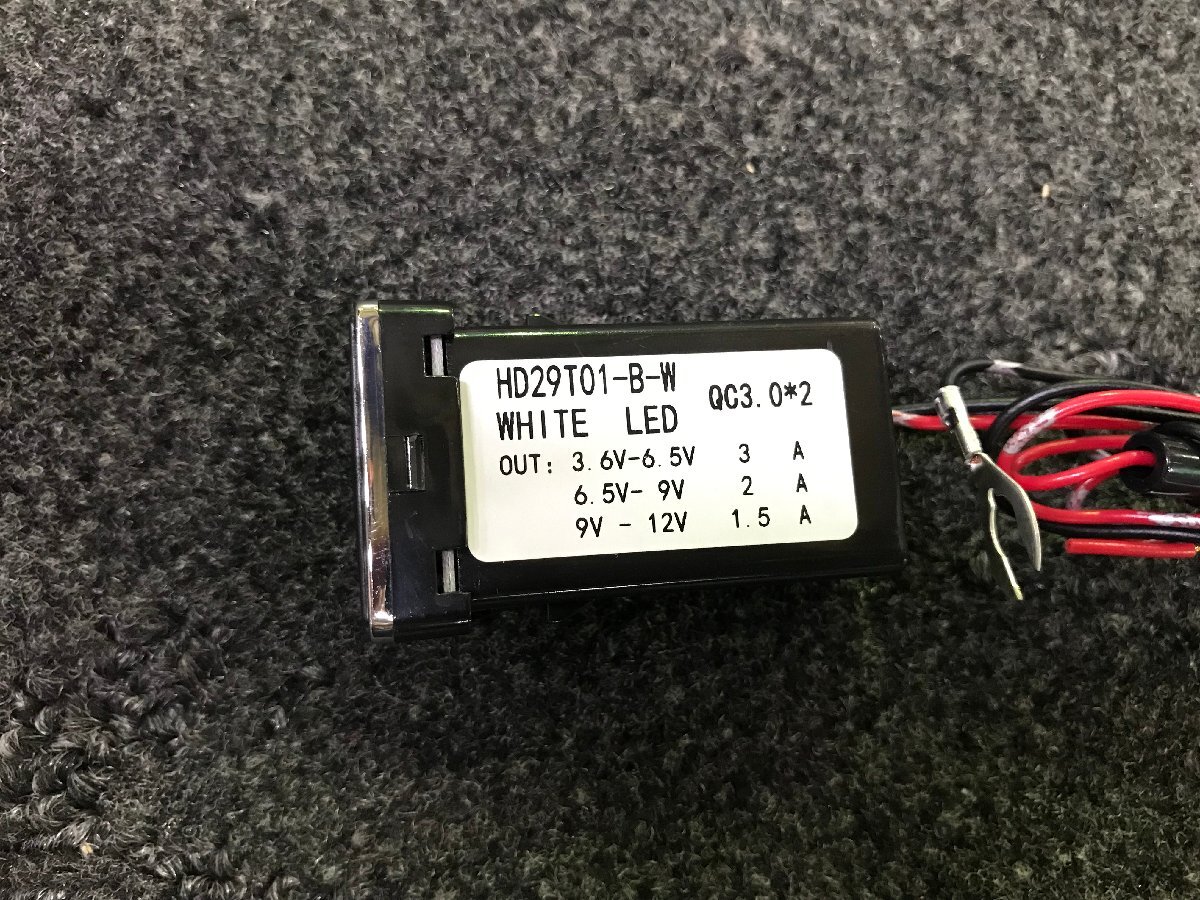 HD29T01-B-W
WHITE LED QC3.0*2
OUT: 3.6V-6.5V 3 A
6.5V- 9V 2 A
9V - 12V 1.5 A